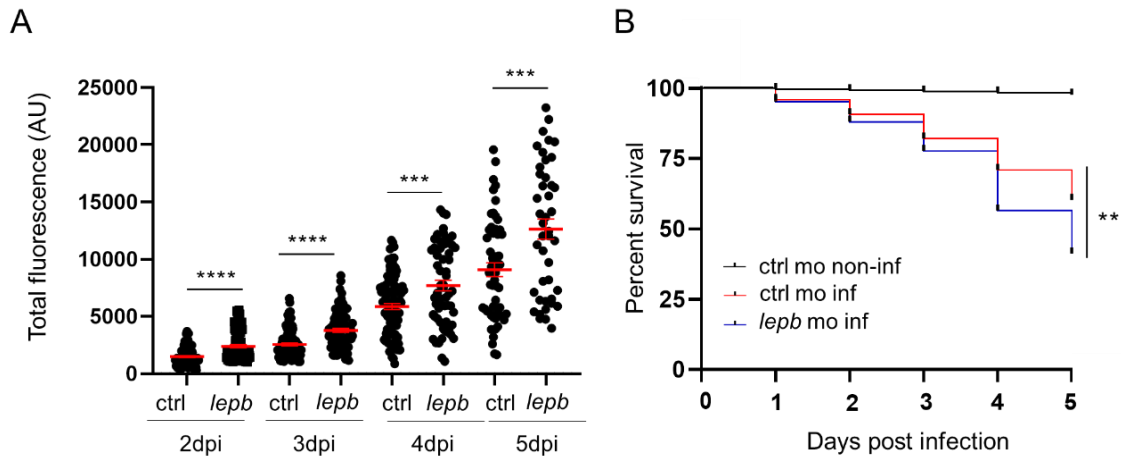 A
Total fluorescence (AU)
25000
20000
15000
10000
5000
0
****
****
***
***
ctrl lepb ctrl lepb ctrl lepb ctrl lepb
2dpi 3dpi 4dpi 5dpi
B
Percent survival
100
75
50
25
0
ctrl mo non-inf
ctrl mo inf
lepb mo inf
**
0 1 2 3 4 5
Days post infection